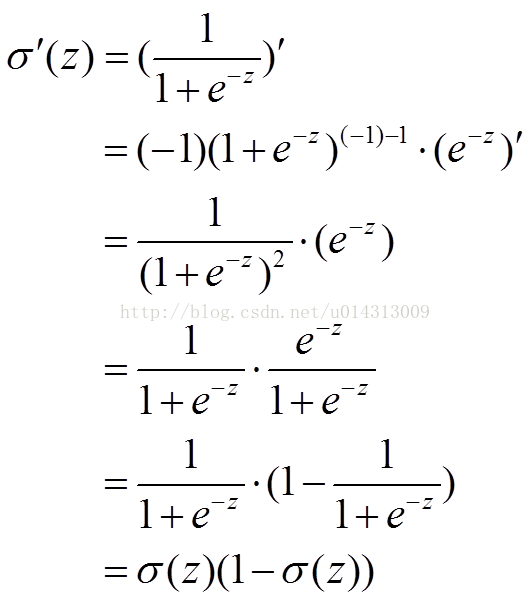 σ′(z) = (1/(1+e^{−z}))′
= (−1)(1+e^{−z})^{(−1)−1} · (e^{−z})′
= 1/(1+e^{−z})^2 · (e^{−z})
http://blog.csdn.net/u014313009
= 1/(1+e^{−z}) · e^{−z}/(1+e^{−z})
= 1/(1+e^{−z}) · (1 − 1/(1+e^{−z}))
= σ(z)(1−σ(z))